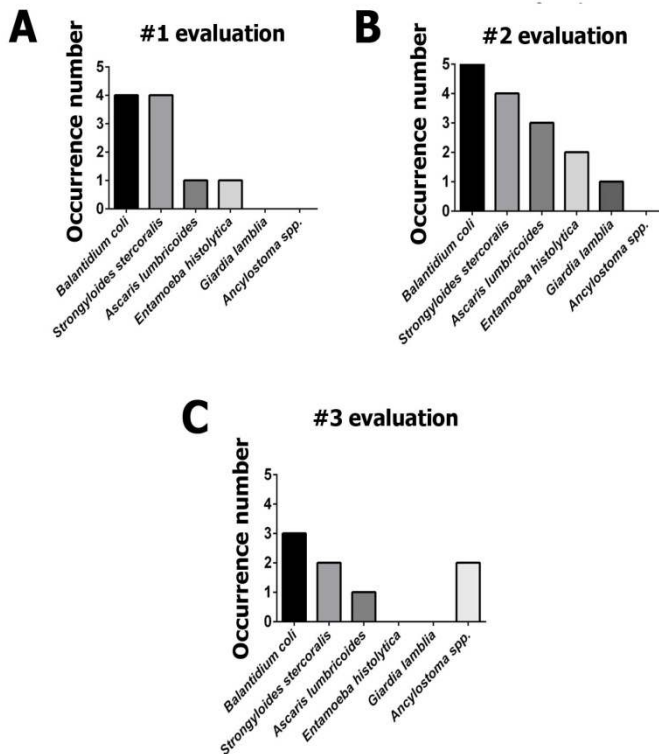 A
#1 evaluation
Occurrence number
5
4
3
2
1
0
Balantidium coli
Strongyloides stercoralis
Ascaris lumbricoides
Entamoeba histolytica
Giardia lamblia
Ancylostoma spp.
B
#2 evaluation
Occurrence number
5
4
3
2
1
0
Balantidium coli
Strongyloides stercoralis
Ascaris lumbricoides
Entamoeba histolytica
Giardia lamblia
Ancylostoma spp.
C
#3 evaluation
Occurrence number
5
4
3
2
1
0
Balantidium coli
Strongyloides stercoralis
Ascaris lumbricoides
Entamoeba histolytica
Giardia lamblia
Ancylostoma spp.